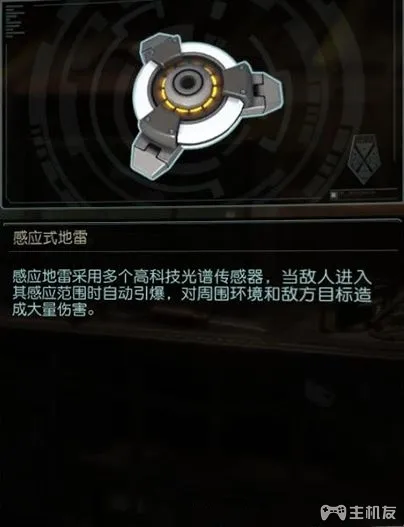 感应式地雷
感应地雷采用多个高科技光谱传感器，当敌人进入
其感应范围时自动引爆，对周围环境和敌方目标造
成大量伤害。
主机友